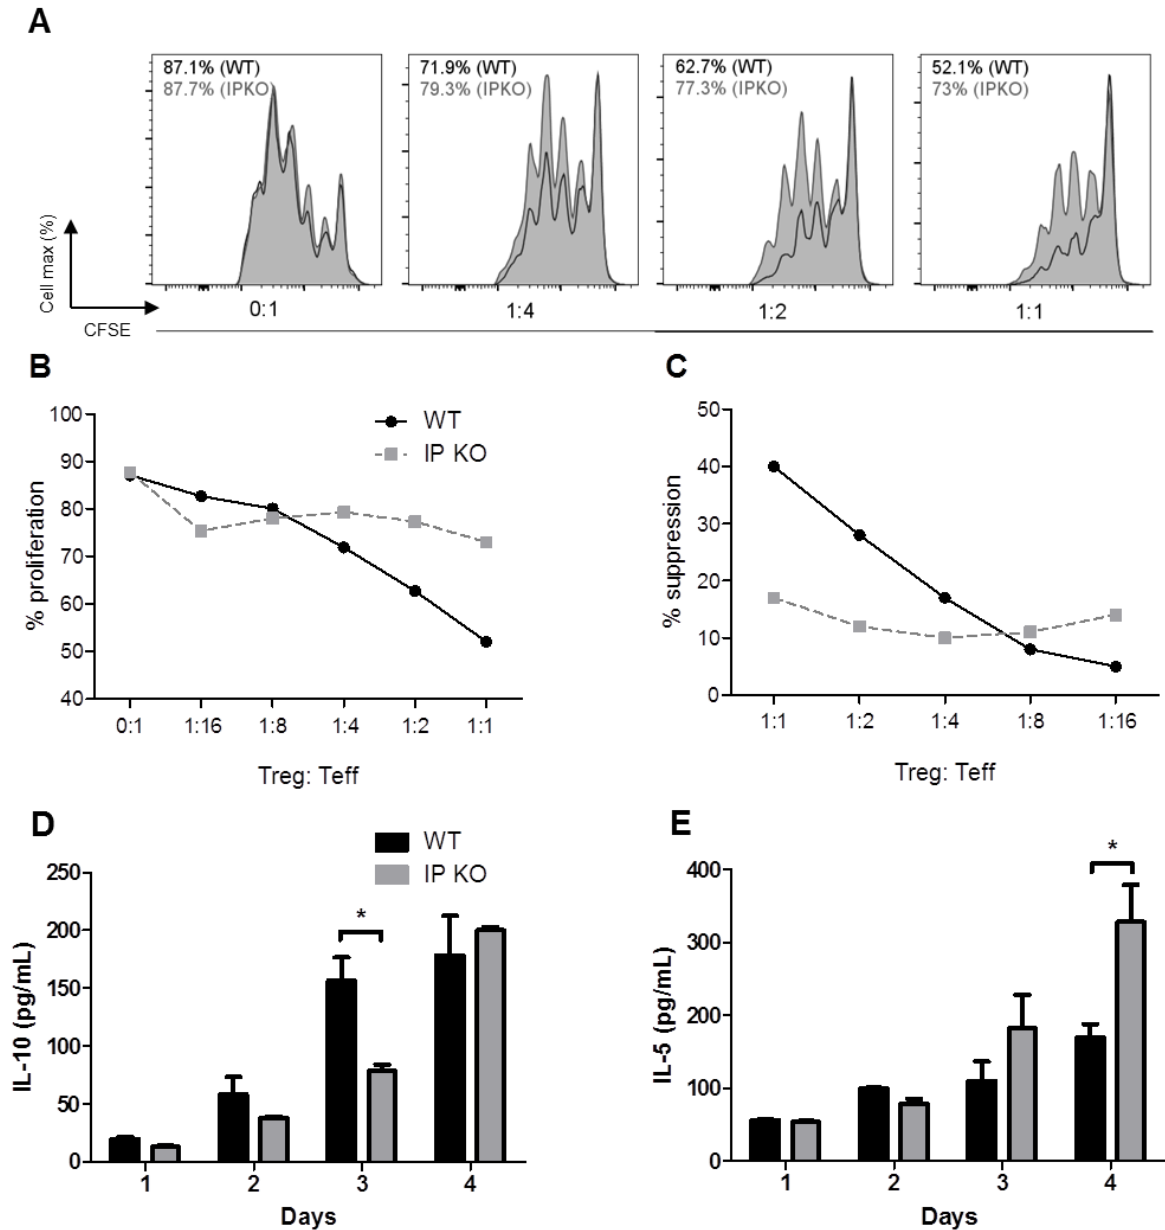 A
87.1% (WT)
87.7% (IPKO)
71.9% (WT)
79.3% (IPKO)
62.7% (WT)
77.3% (IPKO)
52.1% (WT)
73% (IPKO)
Cell max (%)
CFSE
0:1
1:4
1:2
1:1
B
% proliferation
100
90
80
70
60
50
40
WT
IP KO
0:1
1:16
1:8
1:4
1:2
1:1
Treg: Teff
C
% suppression
50
40
30
20
10
0
1:1
1:2
1:4
1:8
1:16
Treg: Teff
D
WT
IP KO
IL-10 (pg/mL)
250
200
150
100
50
0
*
1
2
3
4
Days
E
IL-5 (pg/mL)
400
300
200
100
0
*
1
2
3
4
Days